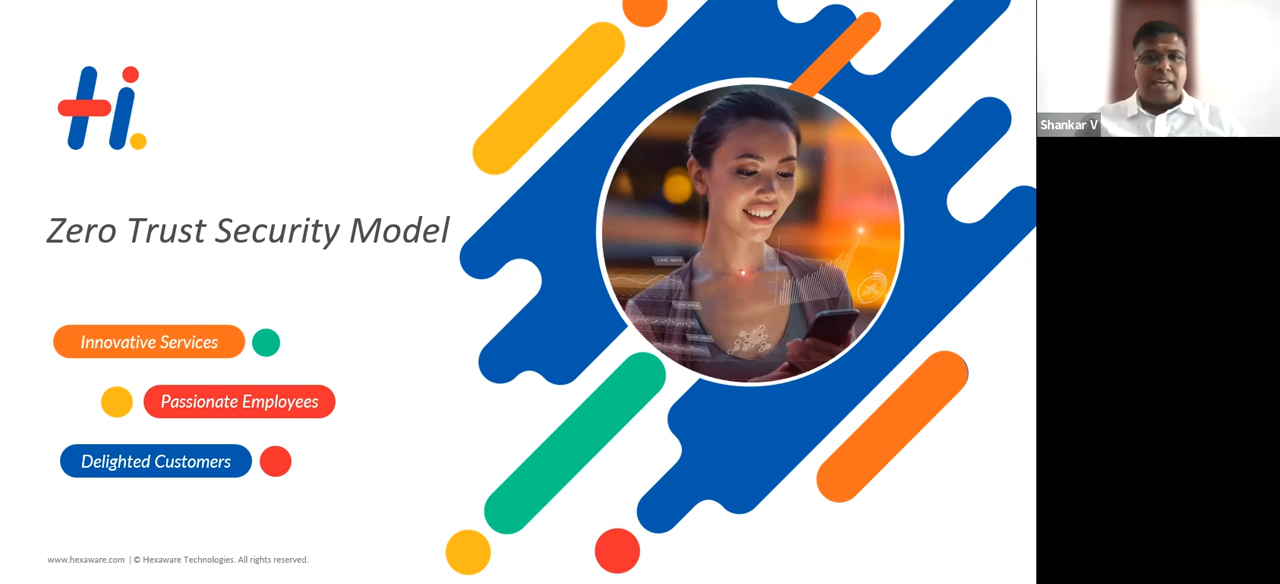 Hi
Zero Trust Security Model
Innovative Services
Passionate Employees
Delighted Customers
www.hexaware.com | © Hexaware Technologies. All rights reserved.
Shankar V